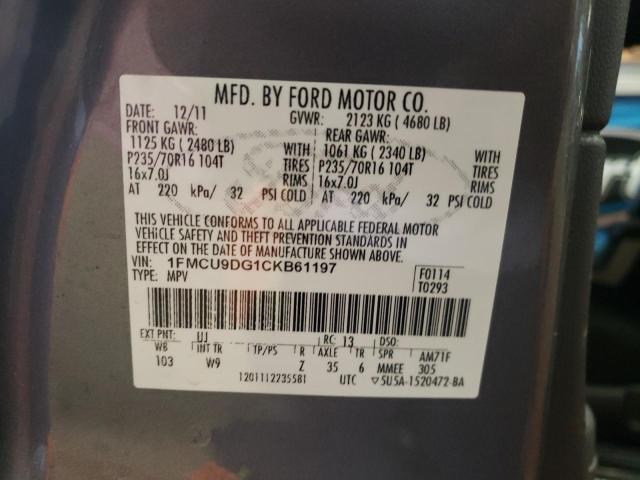 MFD. BY FORD MOTOR CO.
DATE: 12/11 GVWR: 2123 KG ( 4680 LB)
FRONT GAWR: REAR GAWR:
1125 KG ( 2480 LB) WITH 1061 KG ( 2340 LB) WITH
P235/70R16 104T TIRES P235/70R16 104T TIRES
16x7.0J RIMS 16x7.0J RIMS
AT 220 kPa/ 32 PSI COLD AT 220 kPa/ 32 PSI COLD
THIS VEHICLE CONFORMS TO ALL APPLICABLE FEDERAL MOTOR
VEHICLE SAFETY AND THEFT PREVENTION STANDARDS IN
EFFECT ON THE DATE OF MANUFACTURE SHOWN ABOVE.
VIN: 1FMCU9DG1CKB61197 F0114
TYPE: MPV T0293
EXT PNT: UJ RC: 13 DSO:
WB INT TR TP/PS R AXLE TR SPR AM71F
103 W9 Z 35 6 MMEE 305
1201112235581 UTC ▽5U5A-1520472-BA